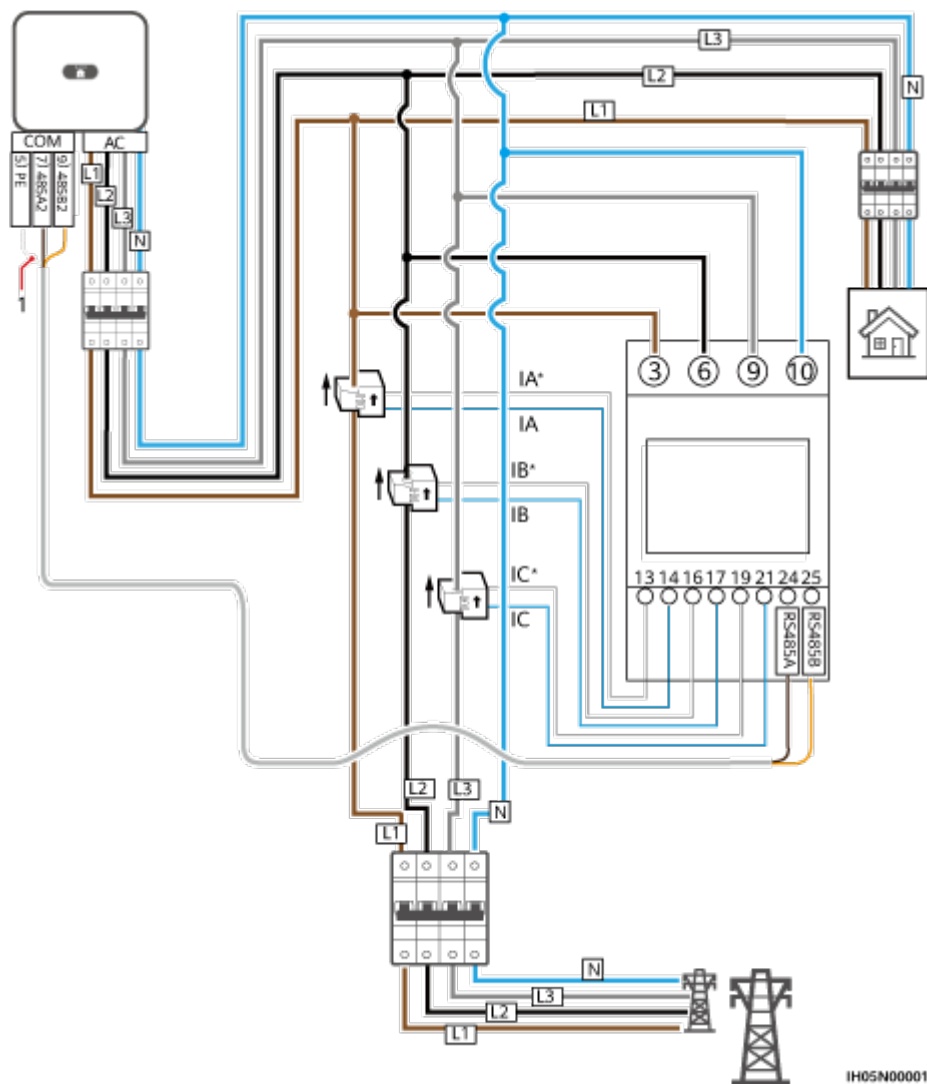 L3
L2
N
L1
COM
AC
5) PE
7) 485A2
9) 485B2
L1
L2
L3
N
1
3
6
9
10
IA*
IA
IB*
IB
IC*
IC
13 14 16 17 19 21 24 25
RS485A
RS485B
L2
L3
N
L1
N
L3
L2
L1
IH05N00001